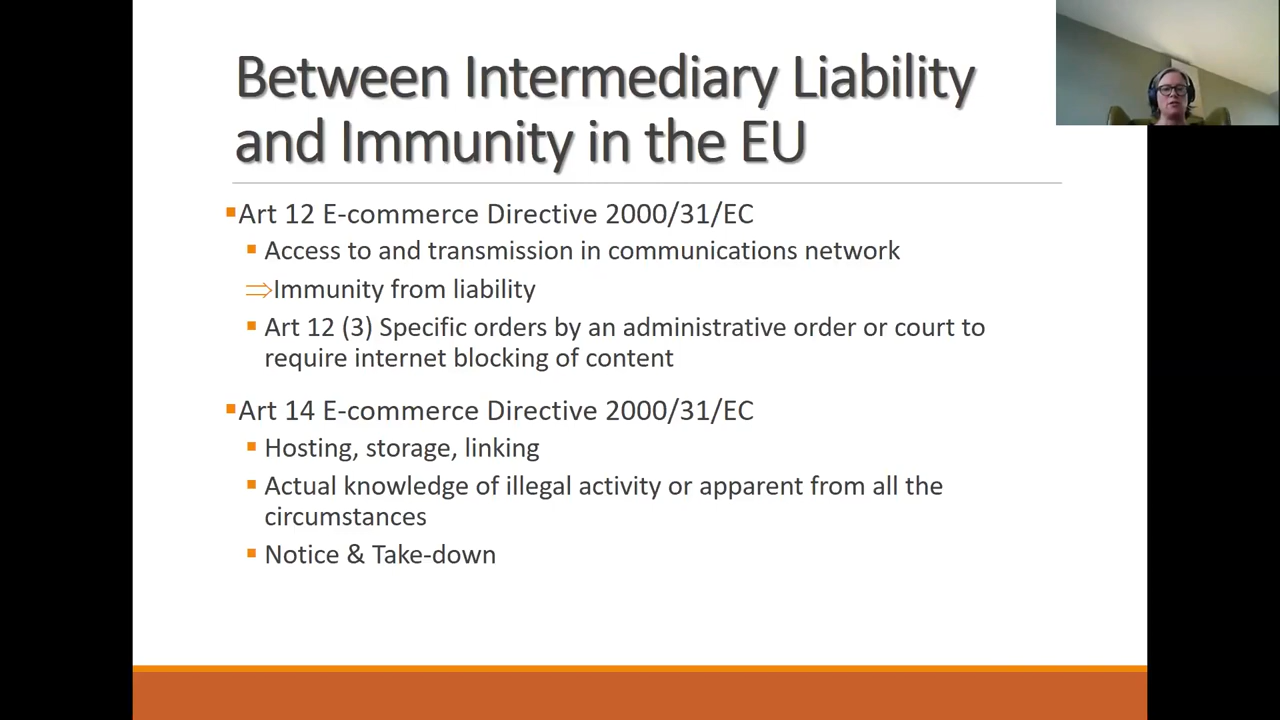 Between Intermediary Liability
and Immunity in the EU
▪Art 12 E-commerce Directive 2000/31/EC
▪ Access to and transmission in communications network
⇒Immunity from liability
▪ Art 12 (3) Specific orders by an administrative order or court to
require internet blocking of content
▪Art 14 E-commerce Directive 2000/31/EC
▪ Hosting, storage, linking
▪ Actual knowledge of illegal activity or apparent from all the
circumstances
▪ Notice & Take-down